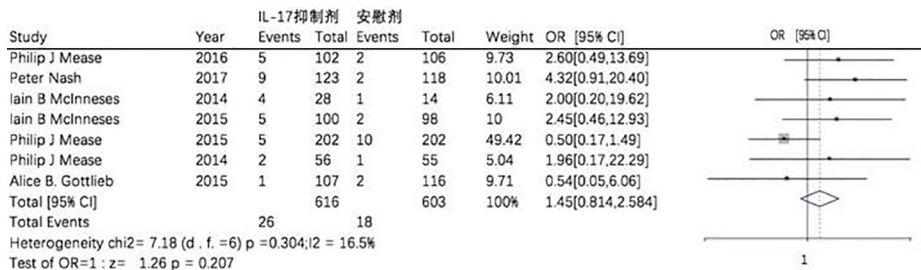 IL-17抑制剂 安慰剂
Study Year Events Total Events Total Weight OR [95% CI] OR [95% CI]
Philip J Mease 2016 5 102 2 106 9.73 2.60[0.49,13.69]
Peter Nash 2017 9 123 2 118 10.01 4.32[0.91,20.40]
Iain B McInneses 2014 4 28 1 14 6.11 2.00[0.20,19.62]
Iain B McInneses 2015 5 100 2 98 10 2.45[0.46,12.93]
Philip J Mease 2015 5 202 10 202 49.42 0.50[0.17,1.49]
Philip J Mease 2014 2 56 1 55 5.04 1.96[0.17,22.29]
Alice B. Gottlieb 2015 1 107 2 116 9.71 0.54[0.05,6.06]
Total [95% CI] 616 603 100% 1.45[0.814,2.584]
Total Events 26 18
Heterogeneity chi2= 7.18 (d . f. =6) p =0.304;I2 = 16.5%
Test of OR=1 : z= 1.26 p = 0.207
1